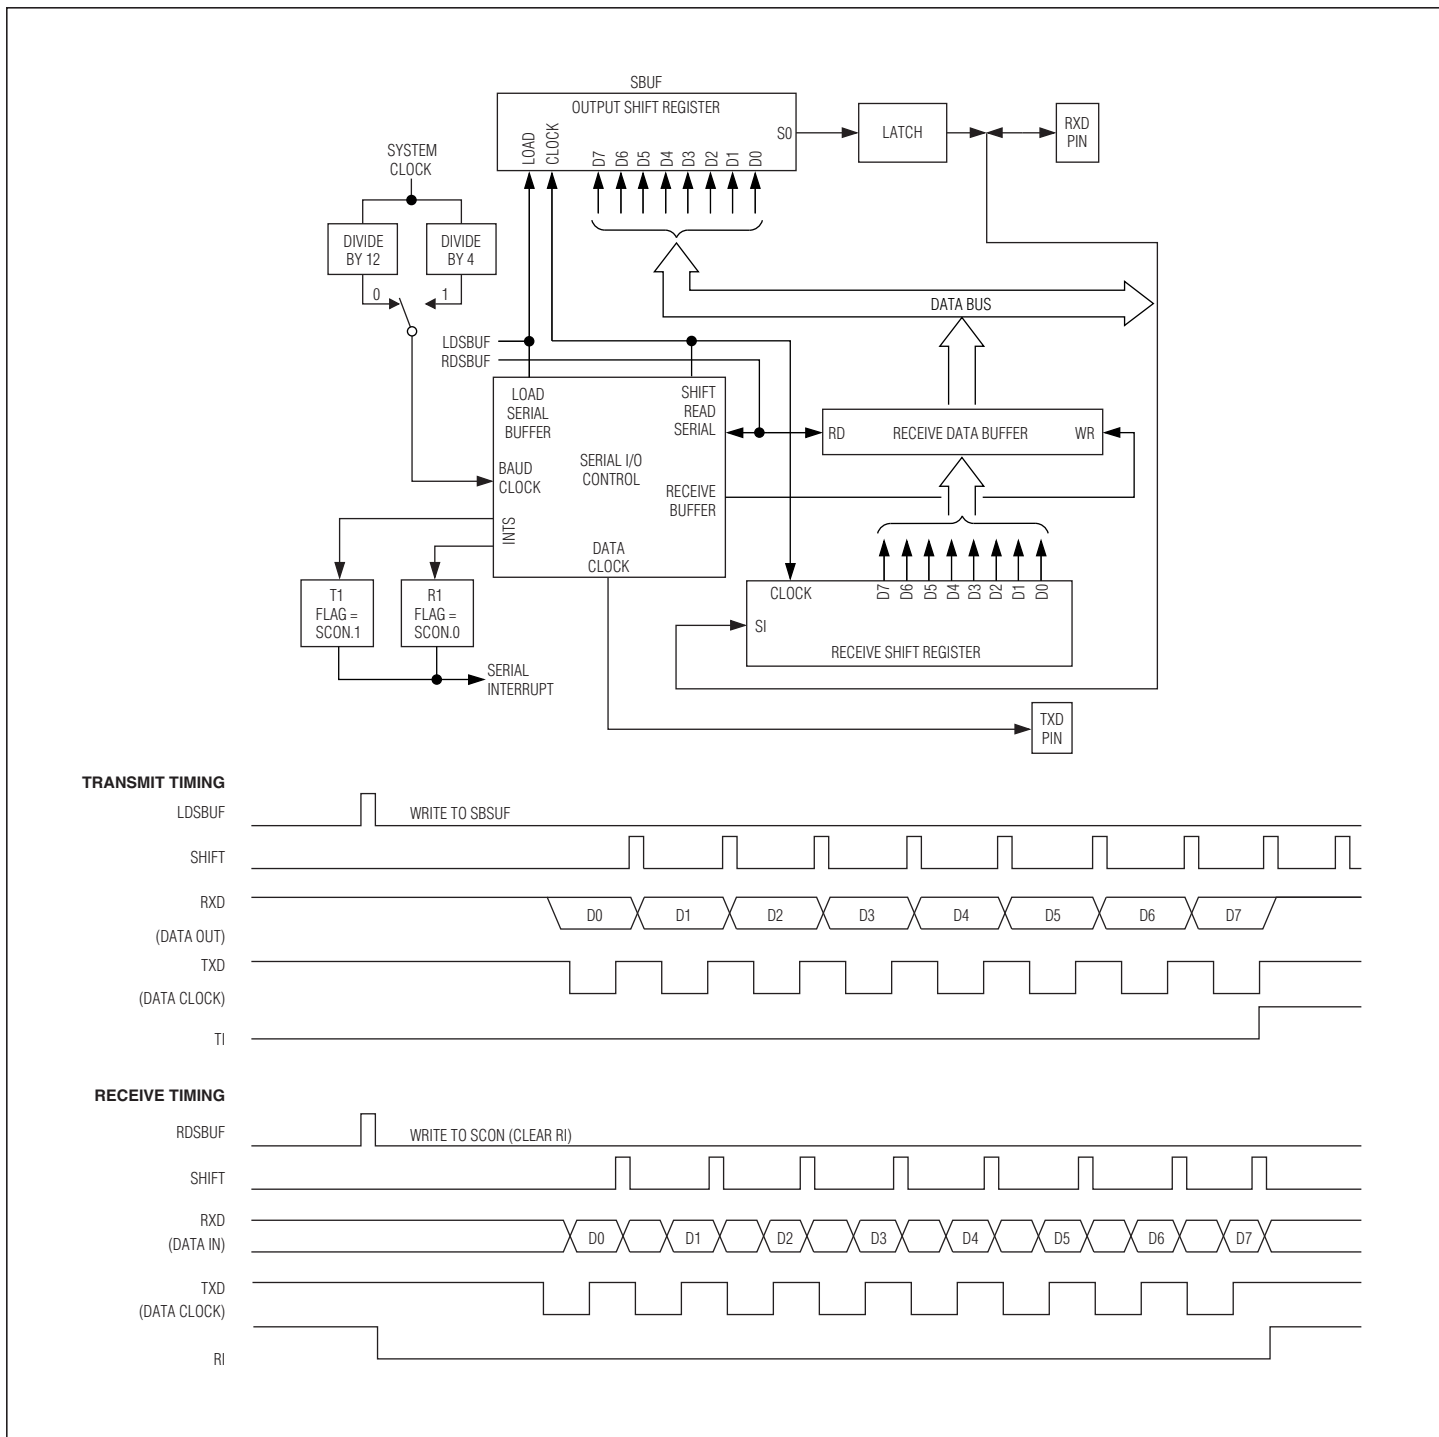 SBUF
OUTPUT SHIFT REGISTER
LOAD
CLOCK
D7
D6
D5
D4
D3
D2
D1
D0
S0
LATCH
RXD
PIN
SYSTEM
CLOCK
DIVIDE
BY 12
DIVIDE
BY 4
0
1
DATA BUS
LDSBUF
RDSBUF
LOAD
SERIAL
BUFFER
SHIFT
READ
SERIAL
BAUD
CLOCK
SERIAL I/O
CONTROL
RECEIVE
BUFFER
INTS
DATA
CLOCK
RD
RECEIVE DATA BUFFER
WR
T1
FLAG =
SCON.1
R1
FLAG =
SCON.0
SERIAL
INTERRUPT
CLOCK
D7
D6
D5
D4
D3
D2
D1
D0
SI
RECEIVE SHIFT REGISTER
TXD
PIN
TRANSMIT TIMING
LDSBUF
WRITE TO SBSUF
SHIFT
RXD
(DATA OUT)
D0 D1 D2 D3 D4 D5 D6 D7
TXD
(DATA CLOCK)
TI
RECEIVE TIMING
RDSBUF
WRITE TO SCON (CLEAR RI)
SHIFT
RXD
(DATA IN)
D0 D1 D2 D3 D4 D5 D6 D7
TXD
(DATA CLOCK)
RI